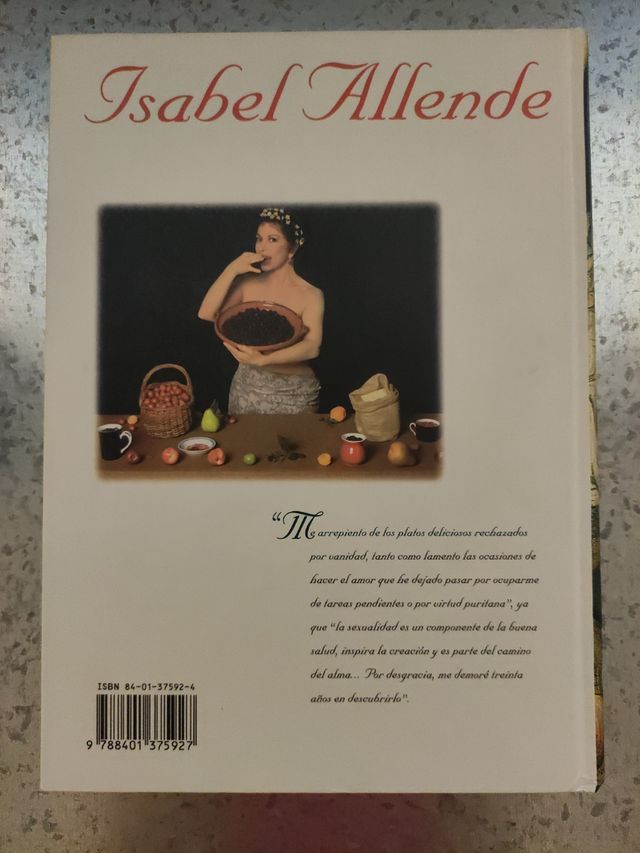 Isabel Allende
“Me arrepiento de los platos deliciosos rechazados
por vanidad, tanto como lamento las ocasiones de
hacer el amor que he dejado pasar por ocuparme
de tareas pendientes o por virtud puritana”, ya
que “la sexualidad es un componente de la buena
salud, inspira la creación y es parte del camino
del alma... Por desgracia, me demoré treinta
años en descubrirlo”.
ISBN 84-01-37592-4
9 788401 375927